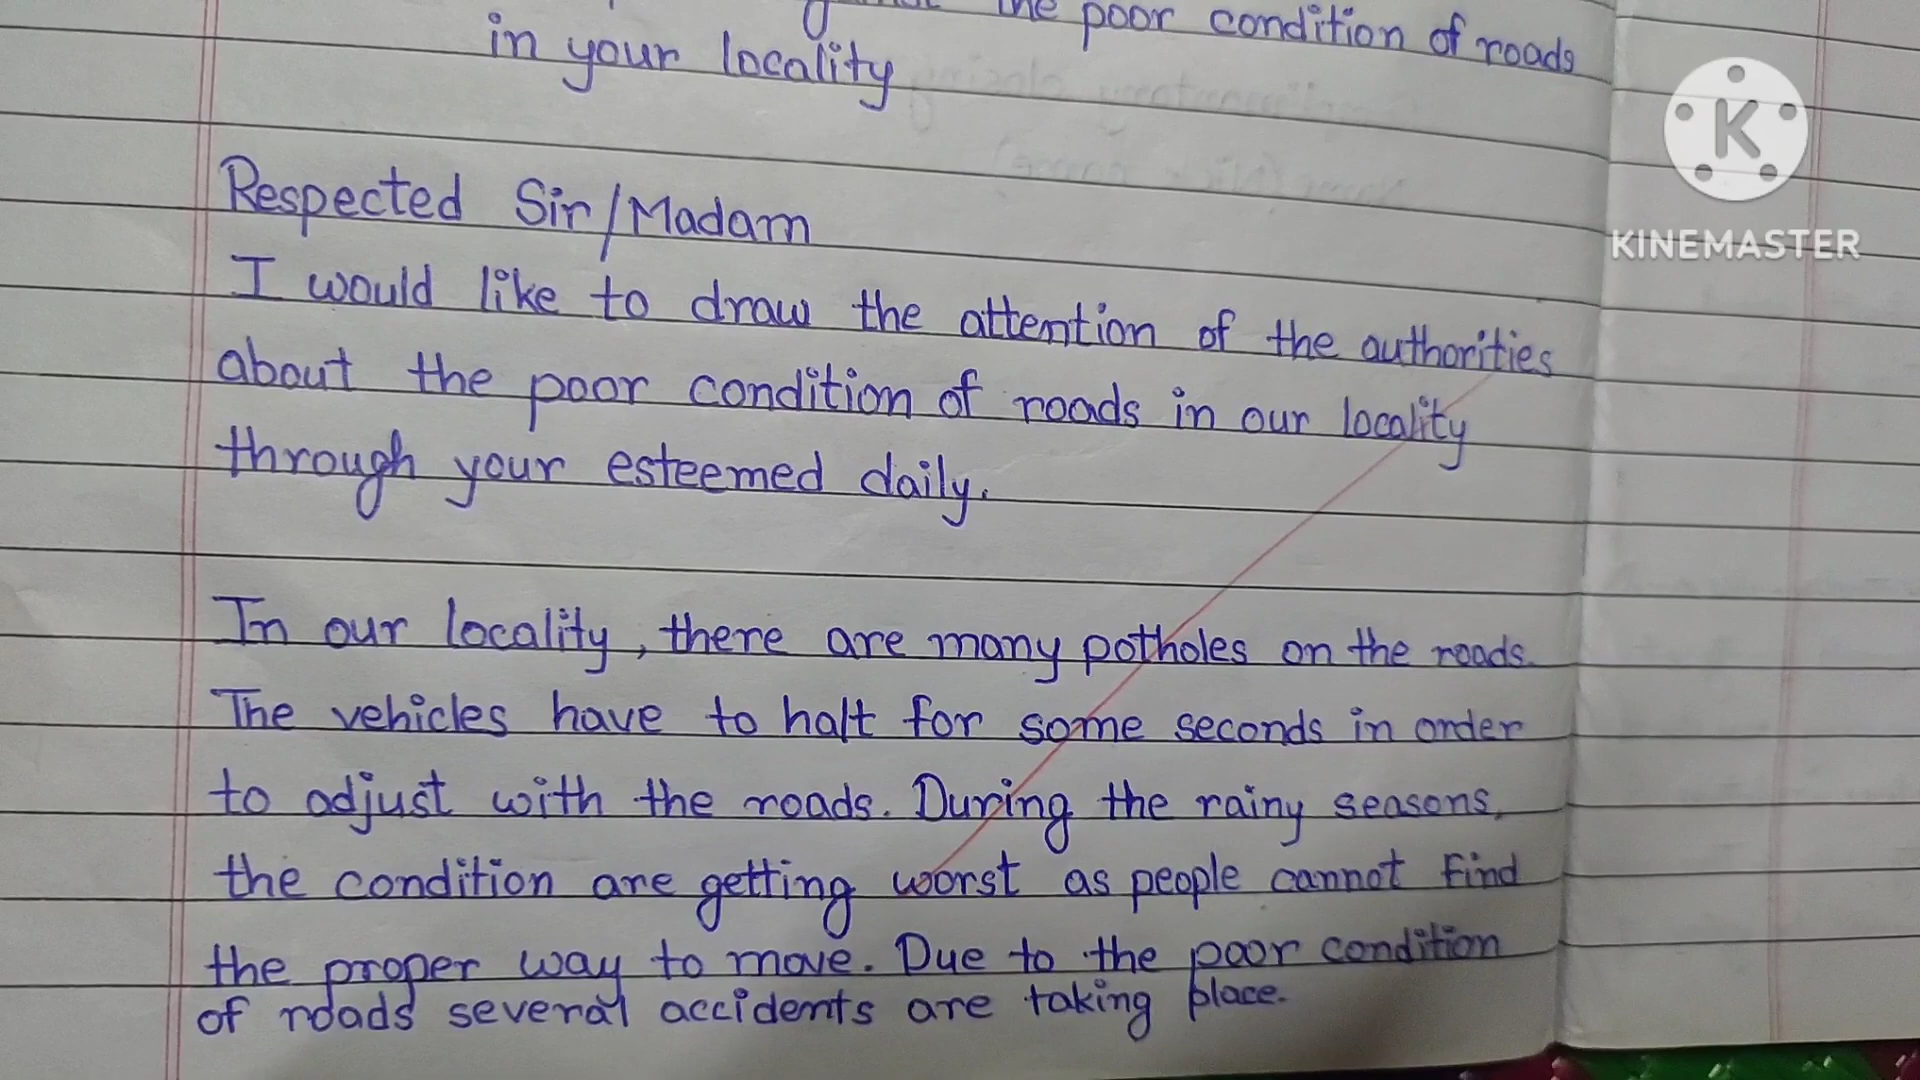 the poor condition of roads
in your locality
Respected Sir/Madam
I would like to draw the attention of the authorities
about the poor condition of roads in our locality
through your esteemed daily.
In our locality, there are many potholes on the roads.
The vehicles have to halt for some seconds in order
to adjust with the roads. During the rainy seasons,
the condition are getting worst as people cannot find
the proper way to move. Due to the poor condition
of roads several accidents are taking place.
K
KINEMASTER